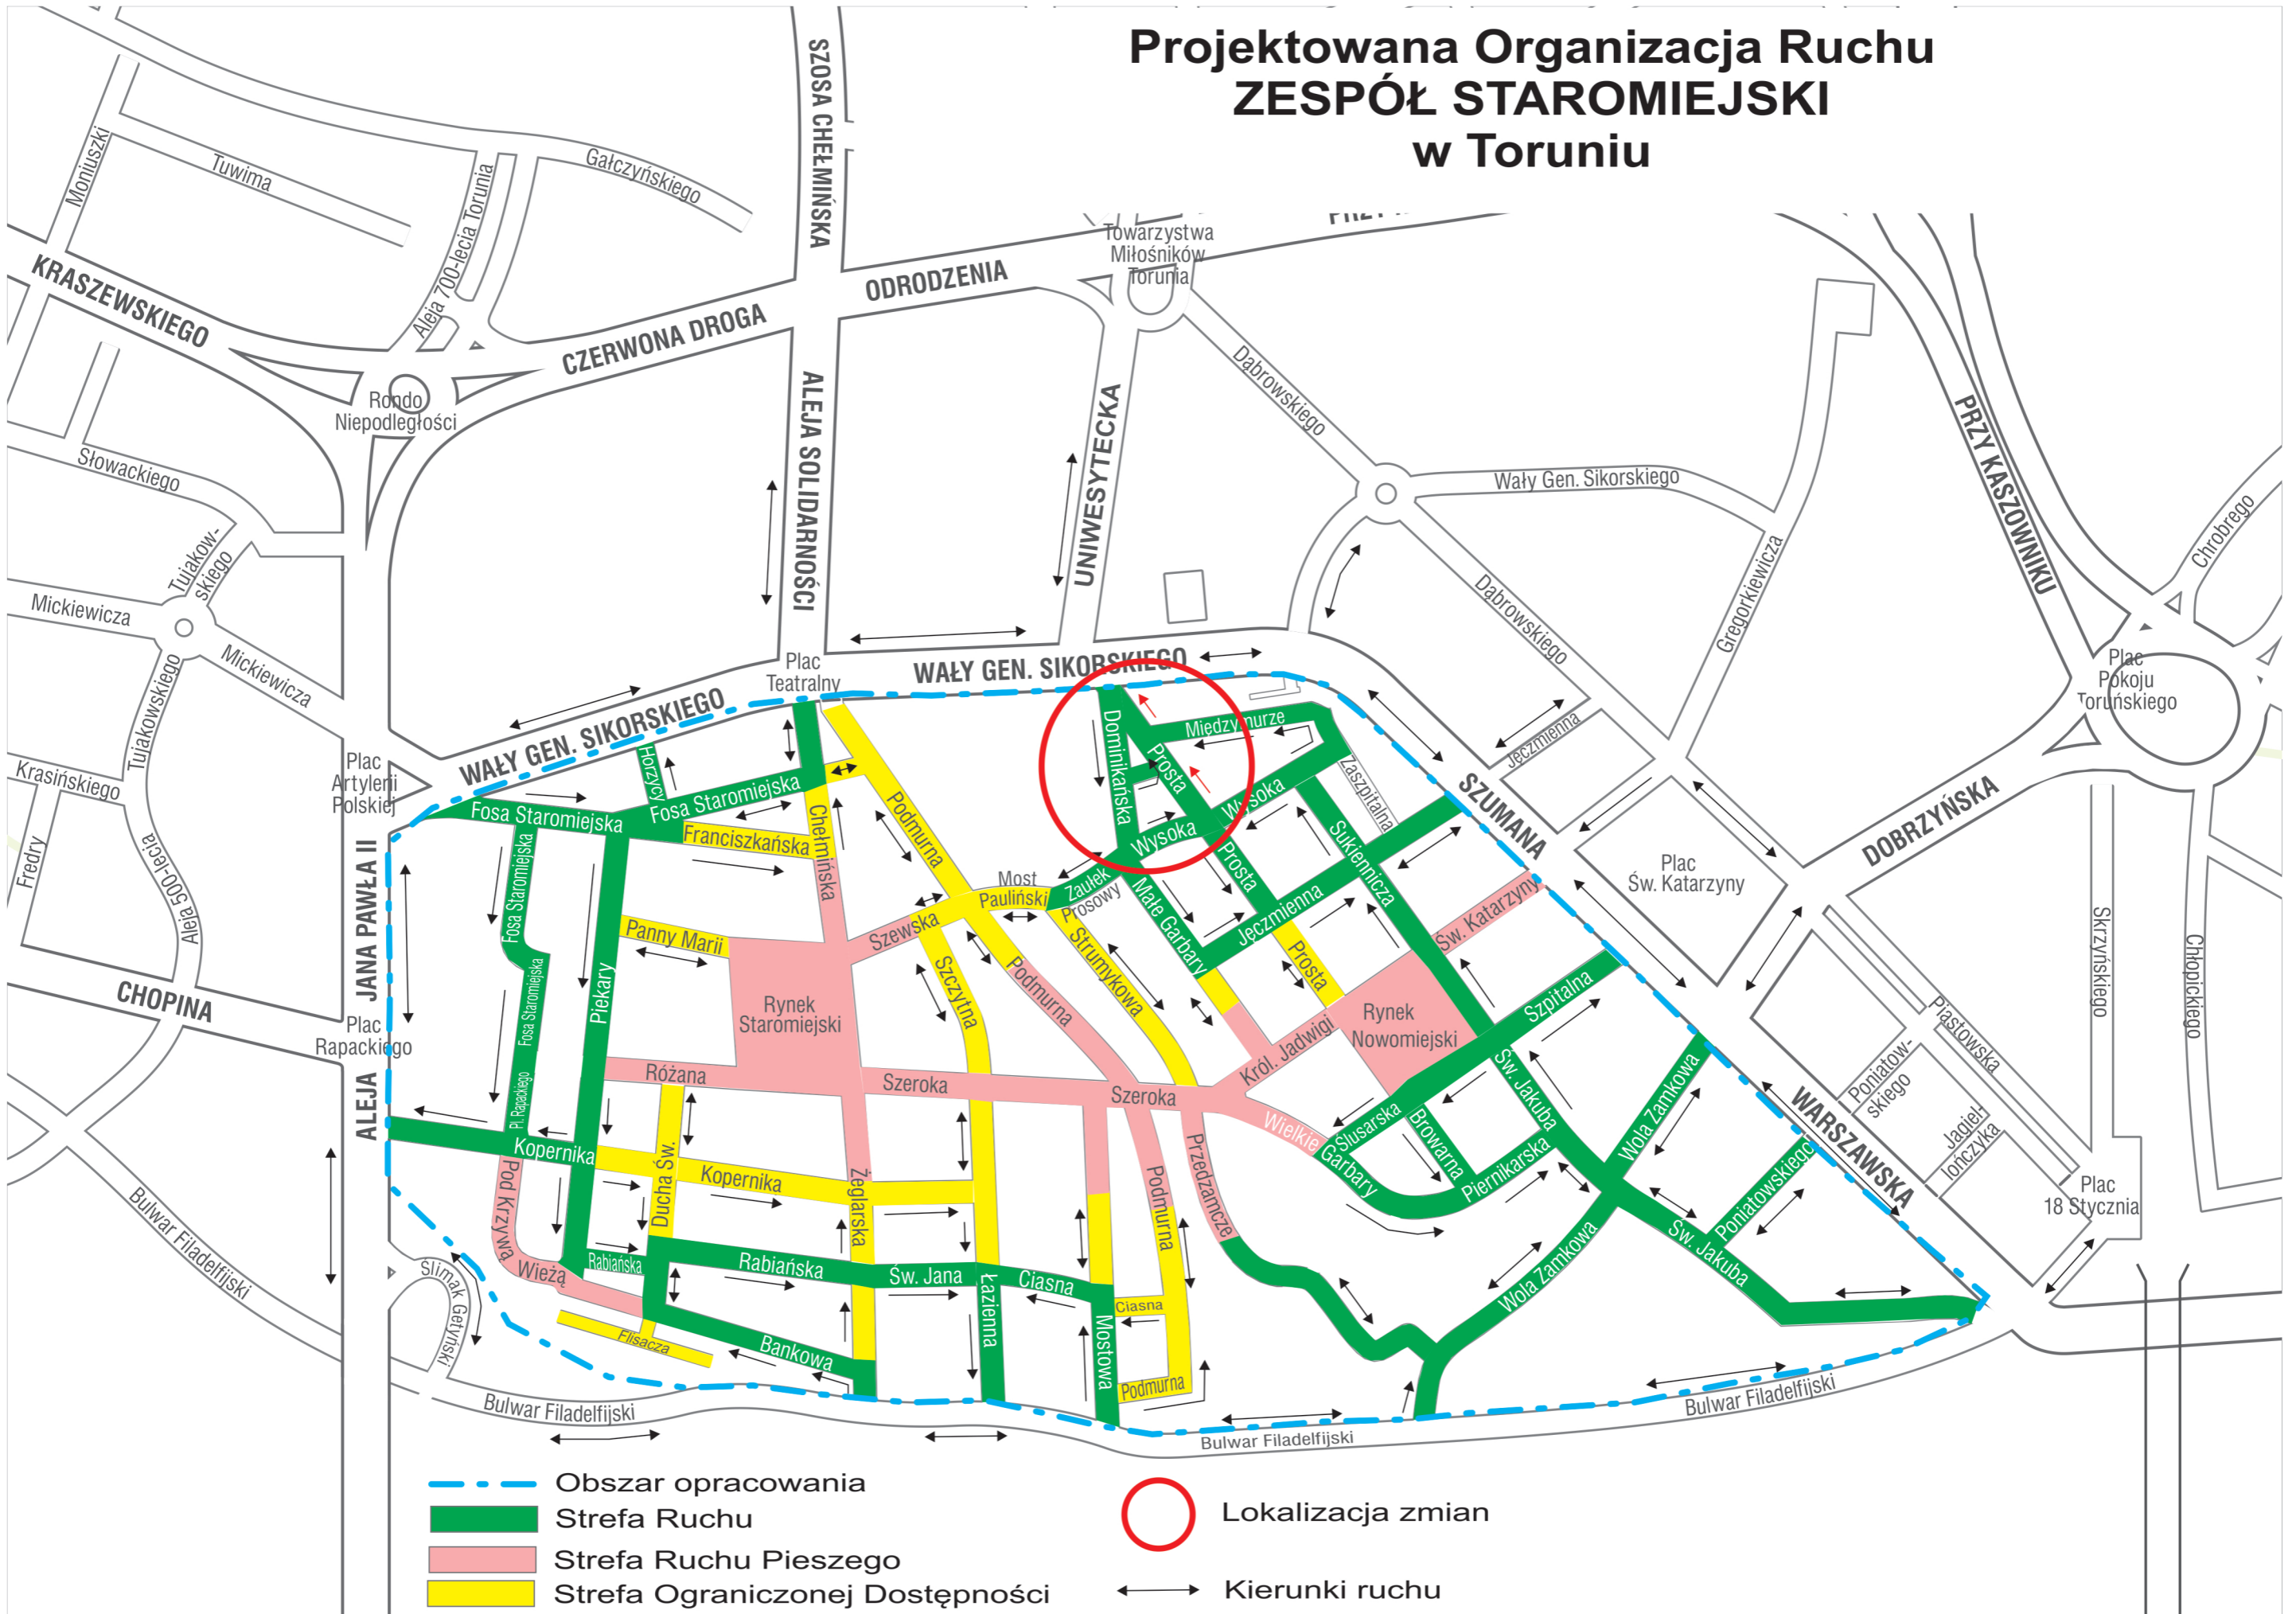 Projektowana Organizacja Ruchu
ZESPÓŁ STAROMIEJSKI
w Toruniu
SZOSA CHEŁMIŃSKA
Moniuszki
Tuwima
Gałczyńskiego
Aleja 700-lecia Torunia
KRASZEWSKIEGO
CZERWONA DROGA
ODRODZENIA
Towarzystwa
Miłośników
Torunia
Rondo
Niepodległości
ALEJA SOLIDARNOŚCI
UNIWESYTECKA
Dąbrowskiego
Wały Gen. Sikorskiego
PRZY KASZOWNIKU
Chrobrego
Słowackiego
Tujakow-
skiego
Mickiewicza
Mickiewicza
Tujakowskiego
Krasińskiego
Fredry
Aleja 500-lecia
CHOPINA
Plac
Artylerii
Polskiej
Plac
Teatralny
WAŁY GEN. SIKORSKIEGO
WAŁY GEN. SIKORSKIEGO
Dąbrowskiego
Jęczmienna
Gregorkiewicza
Plac
Pokoju
Toruńskiego
SZUMANA
DOBRZYŃSKA
Plac
Św. Katarzyny
Skrzyńskiego
Chłopickiego
Piastowska
Poniatow-
skiego
Jagiel-
lończyka
Plac
18 Stycznia
WARSZAWSKA
ALEJA JANA PAWŁA II
Plac
Rapackiego
Horzycy
Fosa Staromiejska
Fosa Staromiejska
Fosa Staromiejska
Fosa Staromiejska
Pl. Rapackiego
Franciszkańska
Chełmińska
Podmurna
Piekary
Panny Marii
Rynek
Staromiejski
Szewska
Most
Pauliński
Zaułek
Prosowy
Dominikańska
Prosta
Międzymurze
Wysoka
Wysoka
Zaszpitalna
Prosta
Sukiennicza
Małe Garbary
Jęczmienna
Prosta
Św. Katarzyny
Szczytna
Podmurna
Strumykowa
Rynek
Nowomiejski
Król. Jadwigi
Szpitalna
Różana
Szeroka
Szeroka
Wielkie
Garbary
Ślusarska
Browarna
Św. Jakuba
Piernikarska
Wola Zamkowa
Poniatowskiego
Św. Jakuba
Wola Zamkowa
Kopernika
Kopernika
Ducha Św.
Żeglarska
Pod Krzywą
Wieżą
Rabiańska
Rabiańska
Św. Jana
Ciasna
Łazienna
Mostowa
Ciasna
Podmurna
Podmurna
Przedzamcze
Flisacza
Bankowa
Ślimak Getyński
Bulwar Filadelfijski
Bulwar Filadelfijski
Bulwar Filadelfijski
Bulwar Filadelfijski
Obszar opracowania
Strefa Ruchu
Strefa Ruchu Pieszego
Strefa Ograniczonej Dostępności
Lokalizacja zmian
Kierunki ruchu